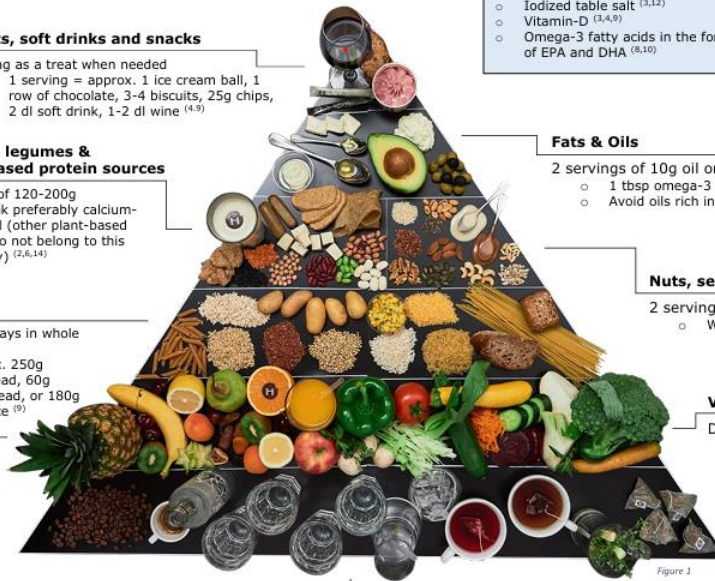 Iodized table salt (3,12)
Vitamin-D (3,4,9)
Omega-3 fatty acids in the for
of EPA and DHA (8,10)
s, soft drinks and snacks
g as a treat when needed
1 serving = approx. 1 ice cream ball, 1
row of chocolate, 3-4 biscuits, 25g chips,
2 dl soft drink, 1-2 dl wine (4.9)
Fats & Oils
2 servings of 10g oil or
1 tbsp omega-3
Avoid oils rich in
legumes &
ased protein sources
of 120-200g
k preferably calcium-
(other plant-based
o not belong to this
y) (2,6,14)
Nuts, se
2 serving
W
ays in whole
. 250g
ead, 60g
ead, or 180g
e (9)
V
D
H
H
Figure 1